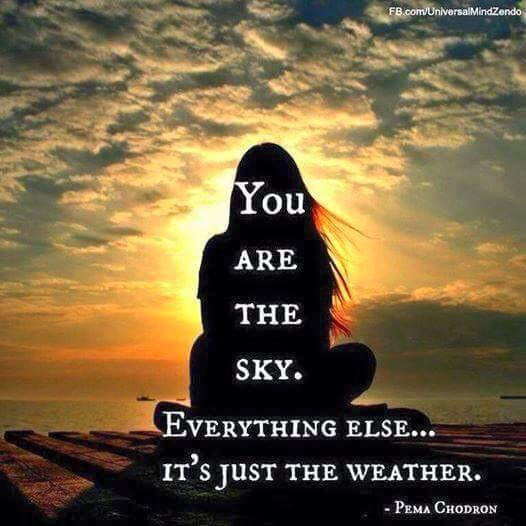 FB.com/UniversalMindZendo
You
are
the
sky.
Everything else...
it's just the weather.
- Pema Chodron